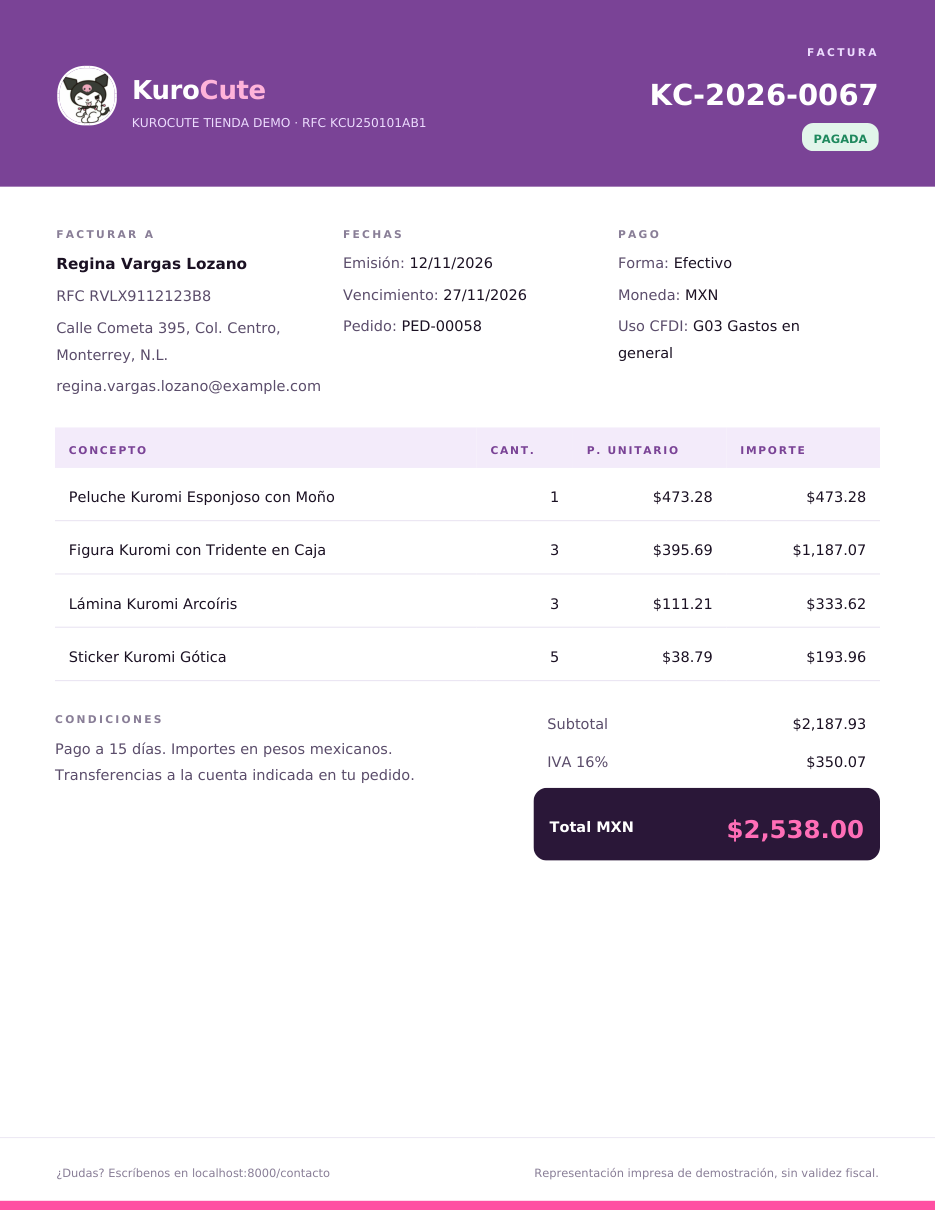 FACTURA
KuroCute
KUROCUTE TIENDA DEMO · RFC KCU250101AB1
KC-2026-0067
PAGADA
FACTURAR A
Regina Vargas Lozano
RFC RVLX9112123B8
Calle Cometa 395, Col. Centro,
Monterrey, N.L.
regina.vargas.lozano@example.com
FECHAS
Emisión: 12/11/2026
Vencimiento: 27/11/2026
Pedido: PED-00058
PAGO
Forma: Efectivo
Moneda: MXN
Uso CFDI: G03 Gastos en
general
CONCEPTO CANT. P. UNITARIO IMPORTE
Peluche Kuromi Esponjoso con Moño 1 $473.28 $473.28
Figura Kuromi con Tridente en Caja 3 $395.69 $1,187.07
Lámina Kuromi Arcoíris 3 $111.21 $333.62
Sticker Kuromi Gótica 5 $38.79 $193.96
CONDICIONES
Pago a 15 días. Importes en pesos mexicanos.
Transferencias a la cuenta indicada en tu pedido.
Subtotal $2,187.93
IVA 16% $350.07
Total MXN $2,538.00
¿Dudas? Escríbenos en localhost:8000/contacto
Representación impresa de demostración, sin validez fiscal.